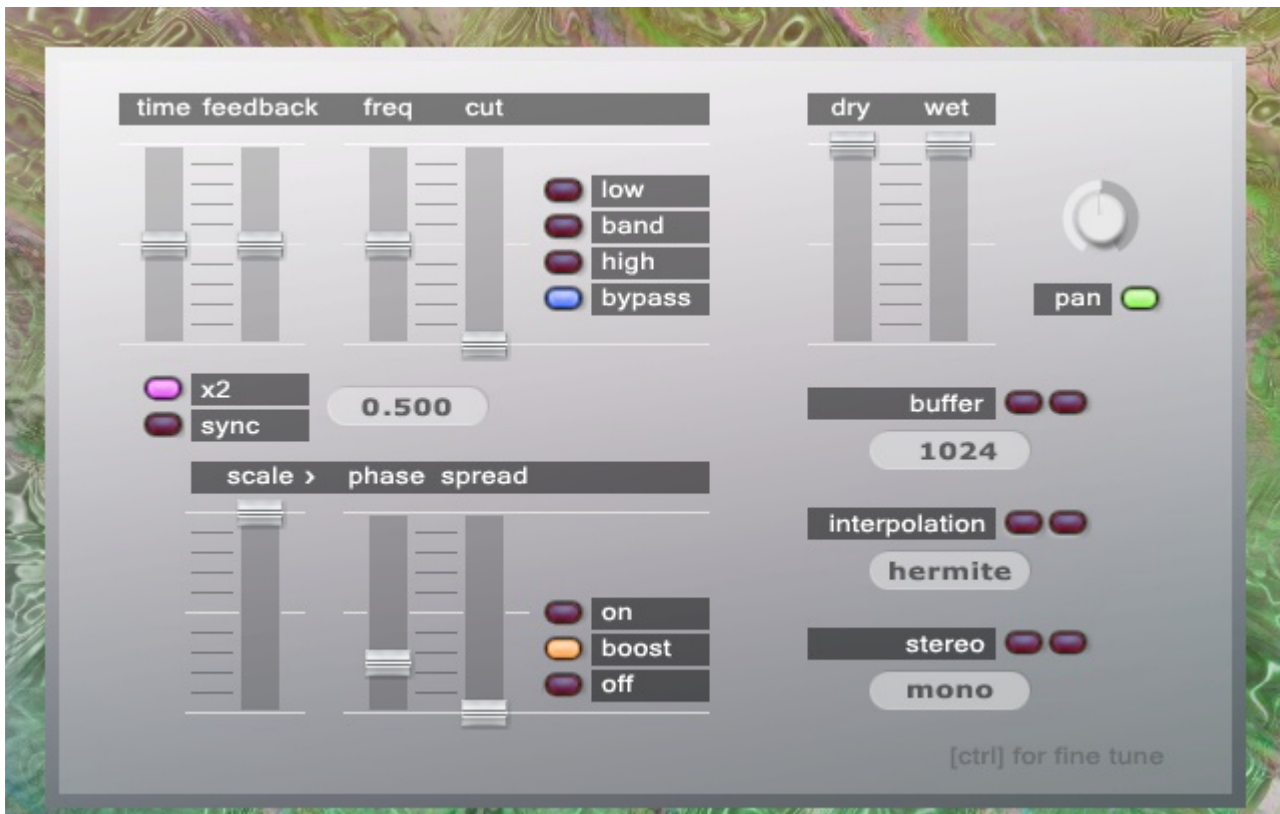 time feedback freq cut
low
band
high
bypass
x2
sync
0.500
scale › phase spread
on
boost
off
dry wet
pan
buffer
1024
interpolation
hermite
stereo
mono
[ctrl] for fine tune